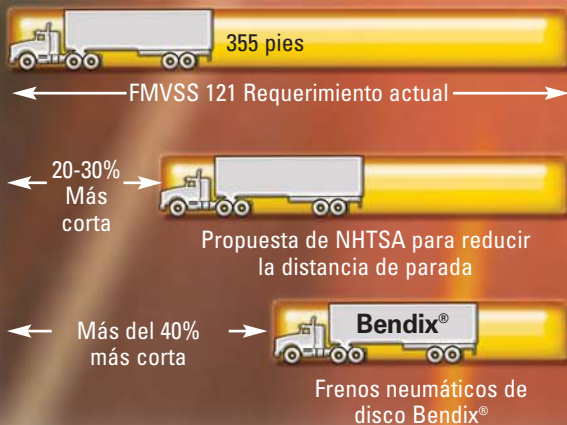 355 pies
FMVSS 121 Requerimiento actual
20-30%
Más
corta
Propuesta de NHTSA para reducir
la distancia de parada
Más del 40%
más corta
Bendix®
Frenos neumáticos de
disco Bendix®